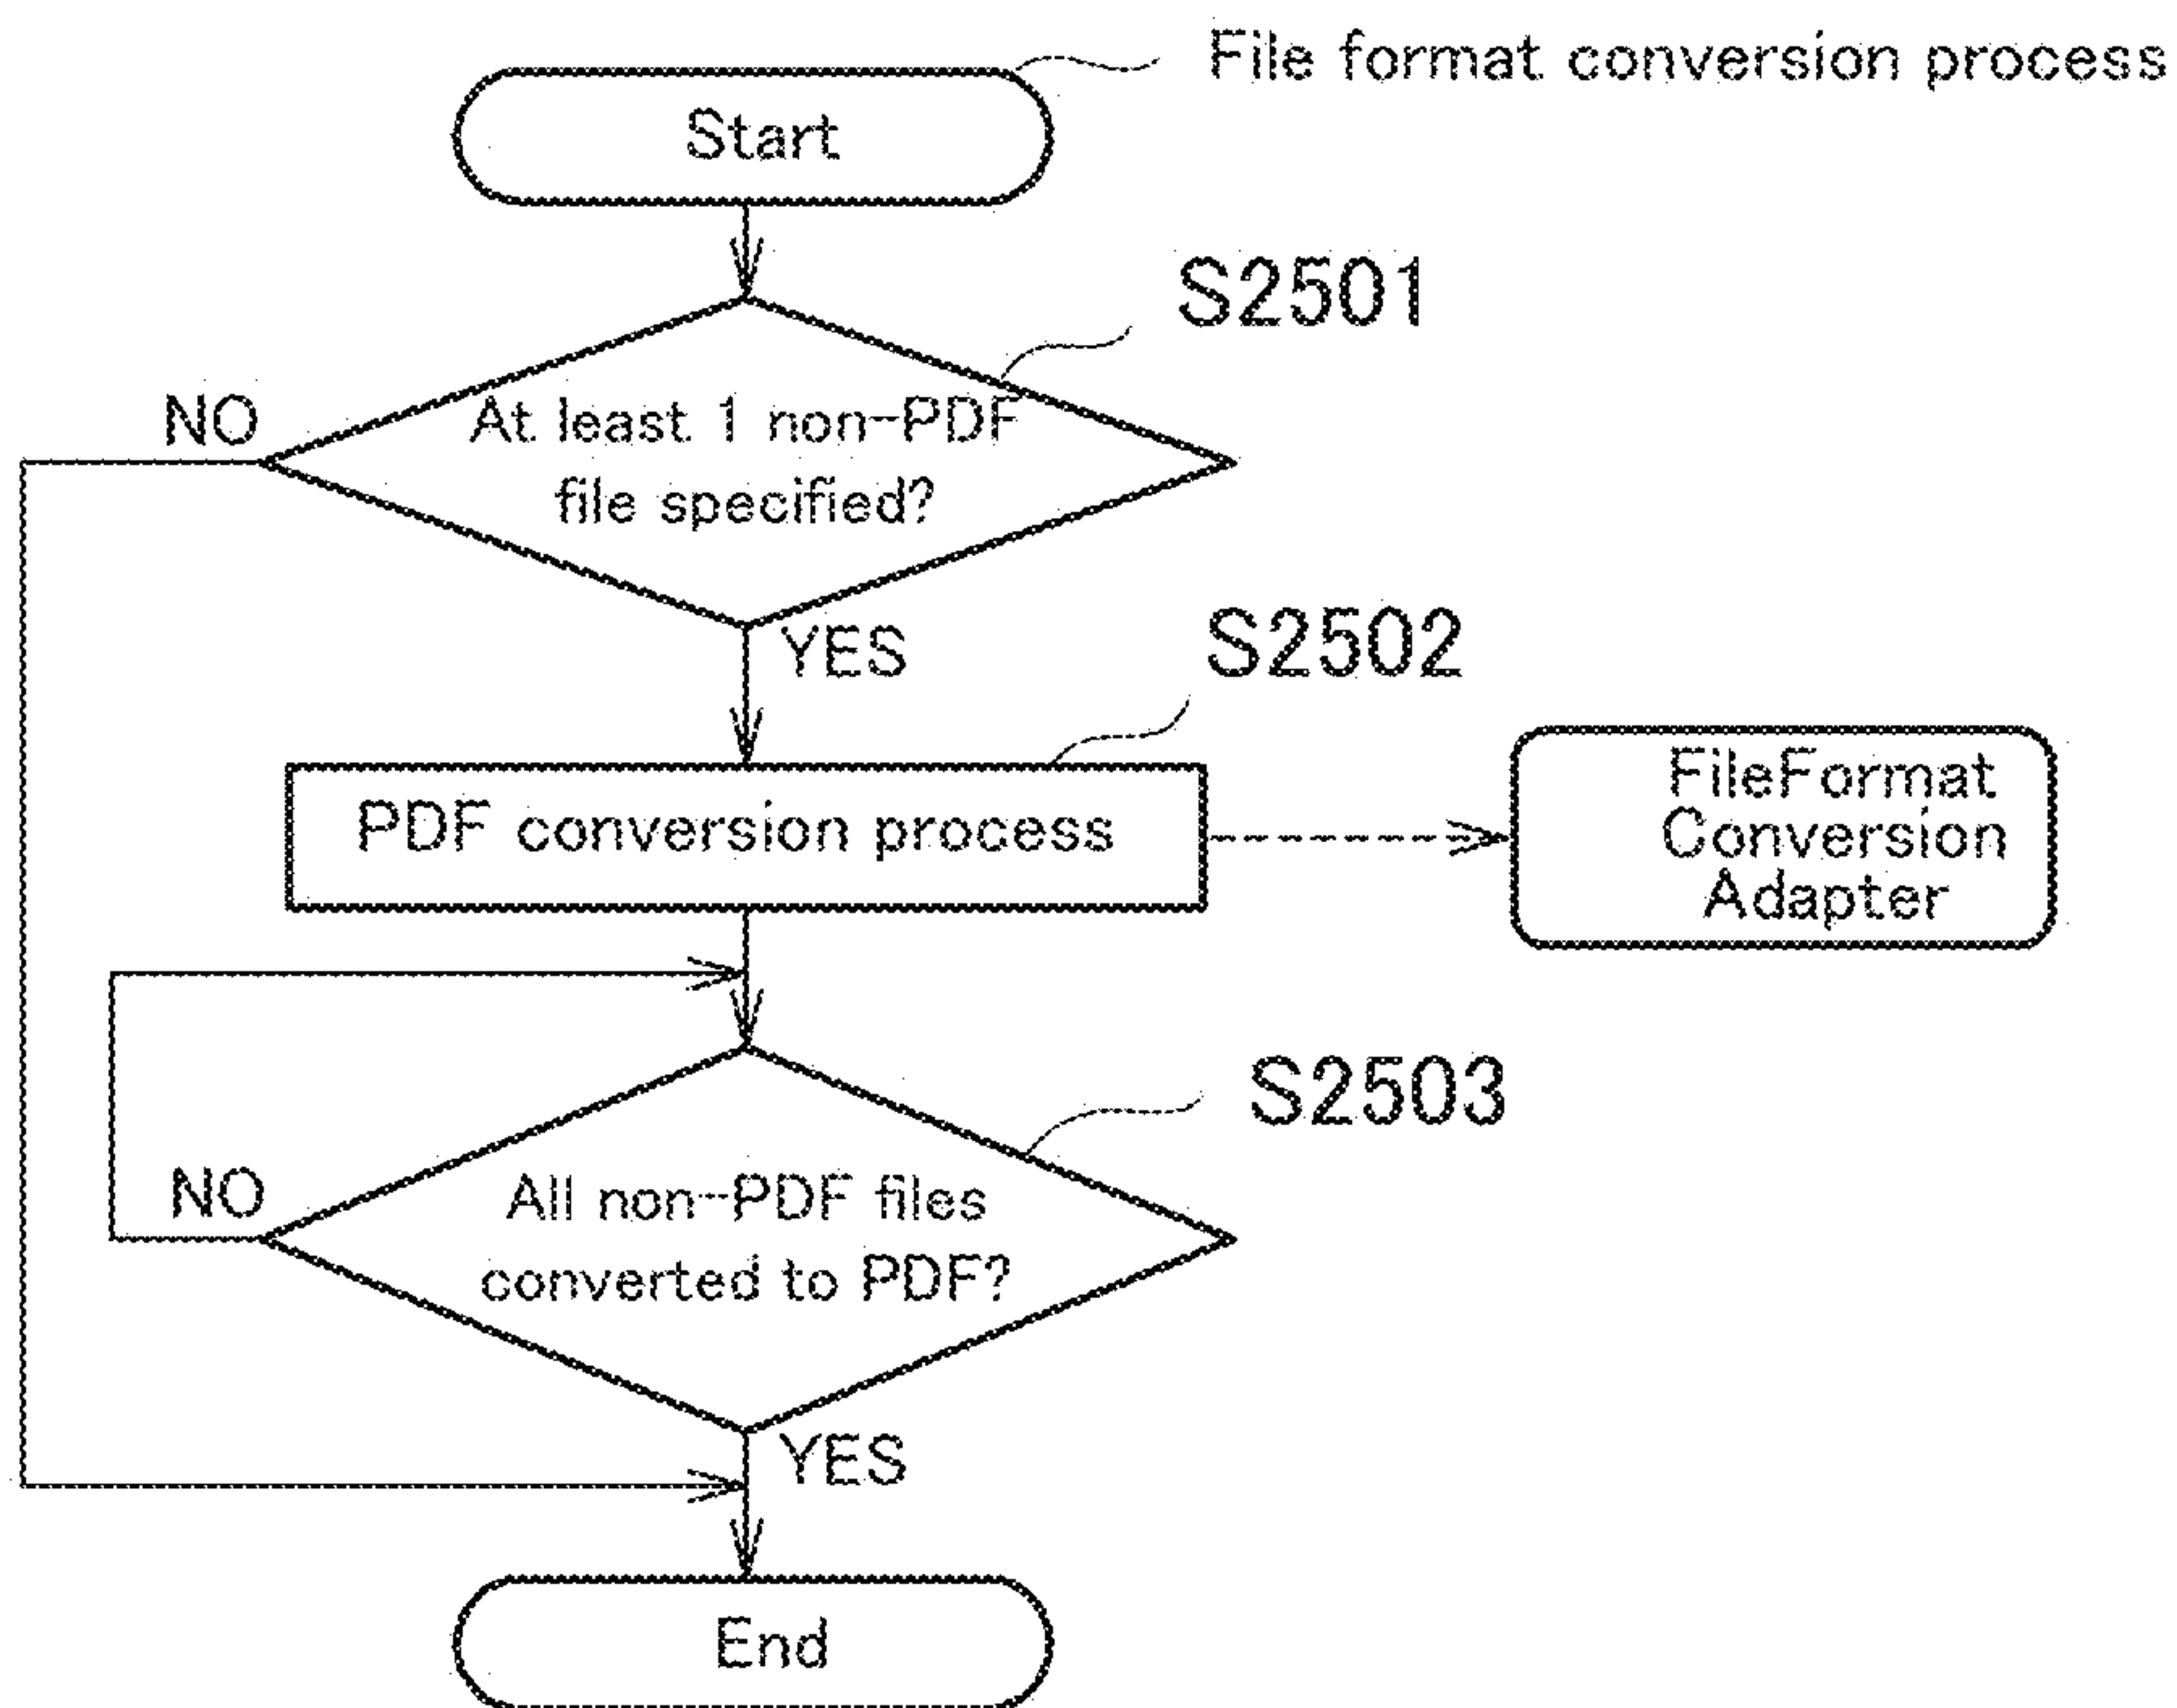 File format conversion process
Start
S2501
NO
At least 1 non-PDF
file specified?
YES
S2502
PDF conversion process
FileFormat
Conversion
Adapter
S2503
NO
All non-PDF files
converted to PDF?
YES
End